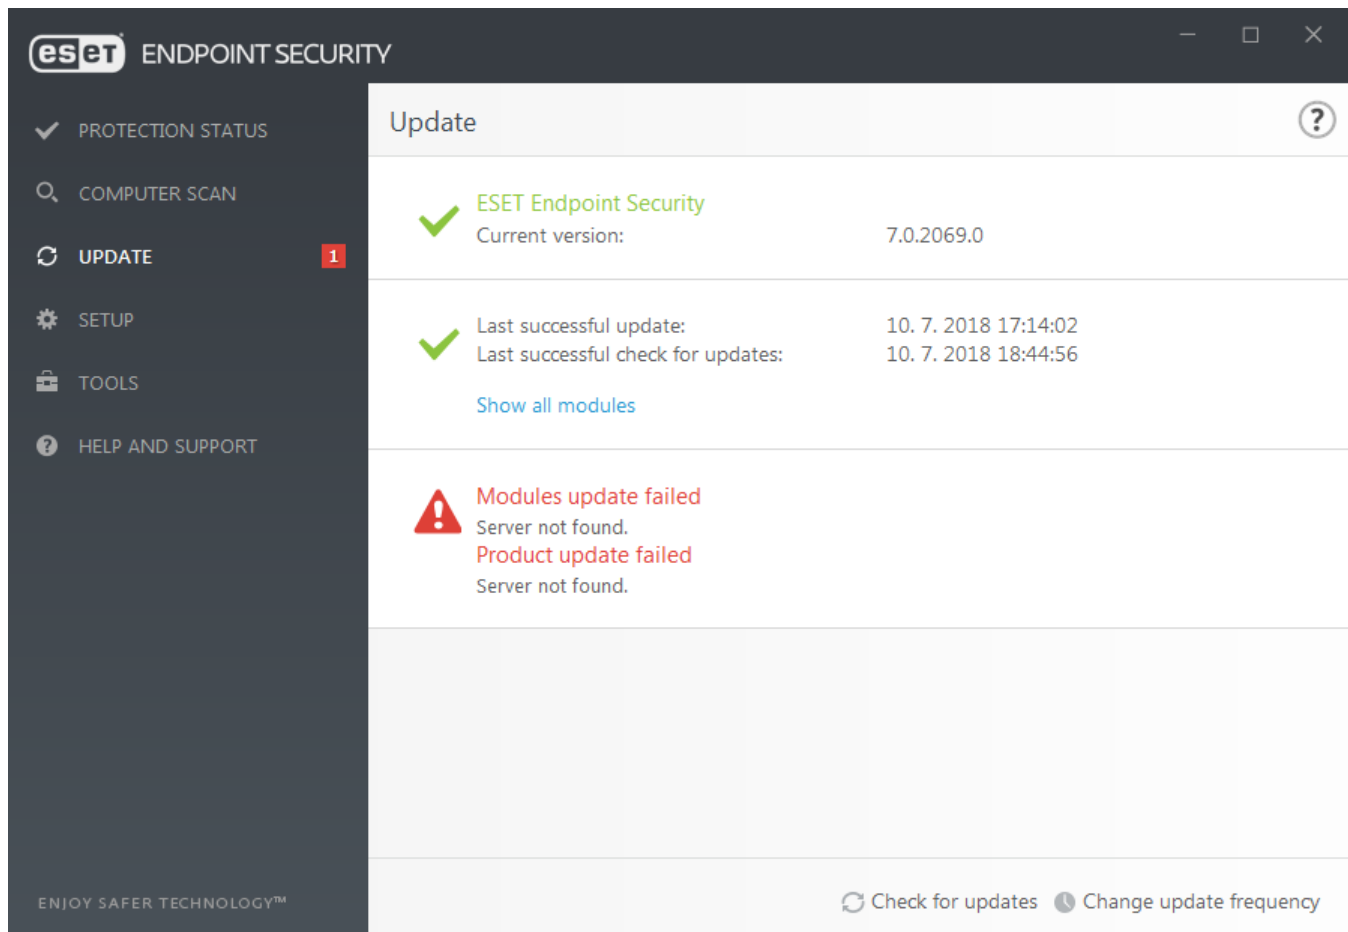 eset ENDPOINT SECURITY
PROTECTION STATUS
COMPUTER SCAN
UPDATE 1
SETUP
TOOLS
HELP AND SUPPORT
ENJOY SAFER TECHNOLOGY™
Update ?
ESET Endpoint Security
Current version: 7.0.2069.0
Last successful update: 10. 7. 2018 17:14:02
Last successful check for updates: 10. 7. 2018 18:44:56
Show all modules
Modules update failed
Server not found.
Product update failed
Server not found.
Check for updates Change update frequency